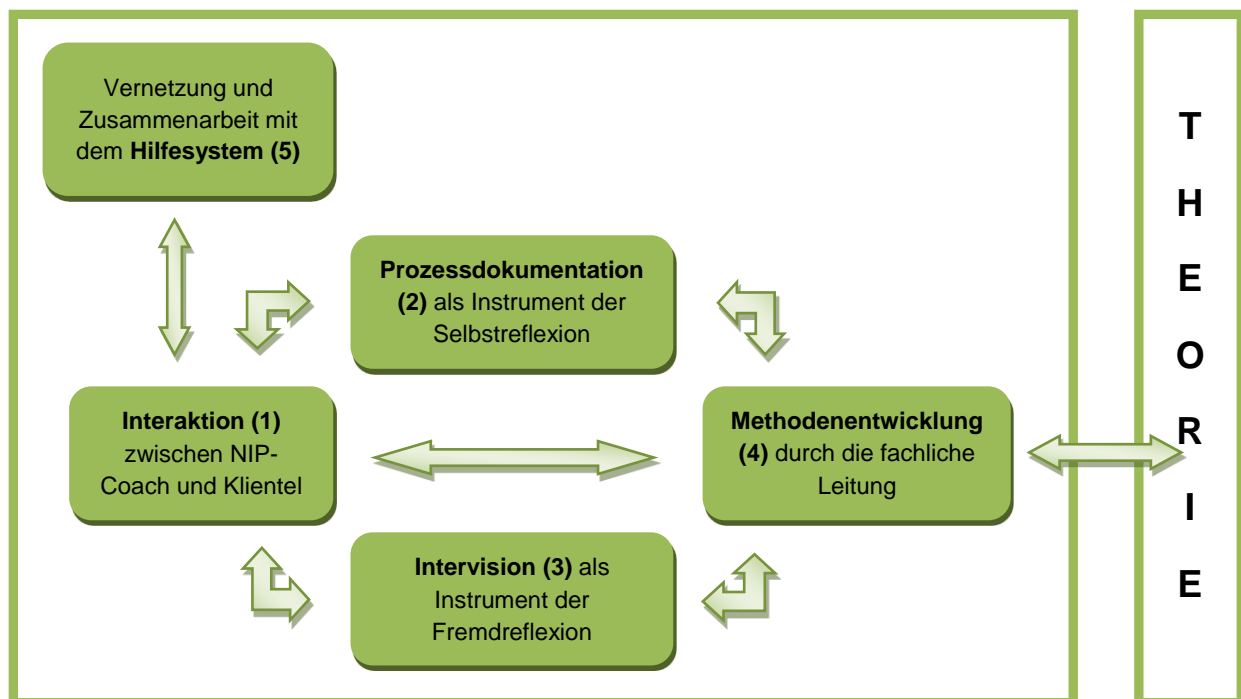 Vernetzung und
Zusammenarbeit mit
dem Hilfesystem (5)
Prozessdokumentation
(2) als Instrument der
Selbstreflexion
Interaktion (1)
zwischen NIP-
Coach und Klientel
Methodenentwicklung
(4) durch die fachliche
Leitung
Intervision (3) als
Instrument der
Fremdreflexion
T
H
E
O
R
I
E